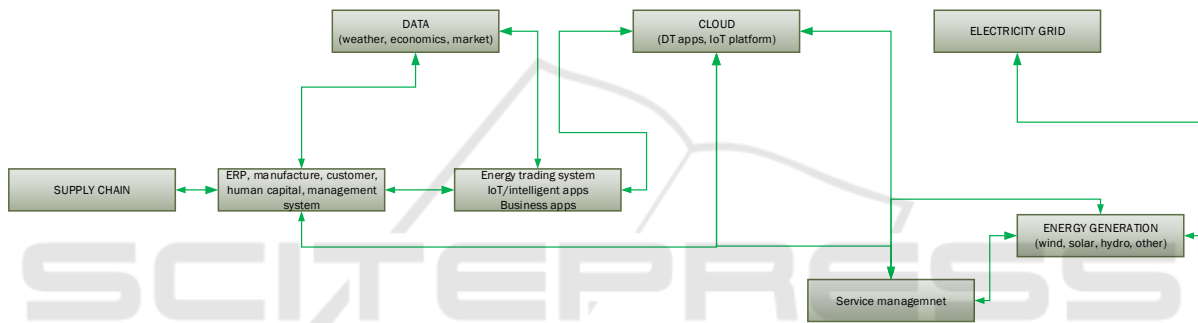 DATA
(weather, economics, market)
CLOUD
(DT apps, IoT platform)
ELECTRICITY GRID
SUPPLY CHAIN
ERP, manufacture, customer,
human capital, management
system
Energy trading system
IoT/intelligent apps
Business apps
ENERGY GENERATION
(wind, solar, hydro, other)
Service managemnet
SCITEPRESS